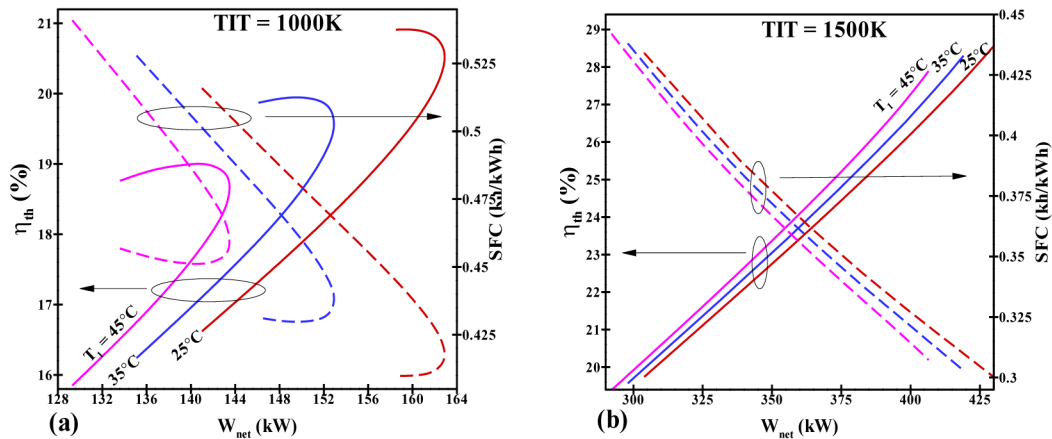 TIT = 1000K
21
20
19
18
17
16
η_th (%)
128 132 136 140 144 148 152 156 160 164
W_net (kW)
0.525
0.5
0.475
0.45
0.425
SFC (kh/kWh)
T_1 = 45°C
35°C
25°C
(a)
TIT = 1500K
29
28
27
26
25
24
23
22
21
20
η_th (%)
300 325 350 375 400 425
W_net (kW)
0.45
0.425
0.4
0.375
0.35
0.325
0.3
SFC (kh/kWh)
T_1 = 45°C
35°C
25°C
(b)